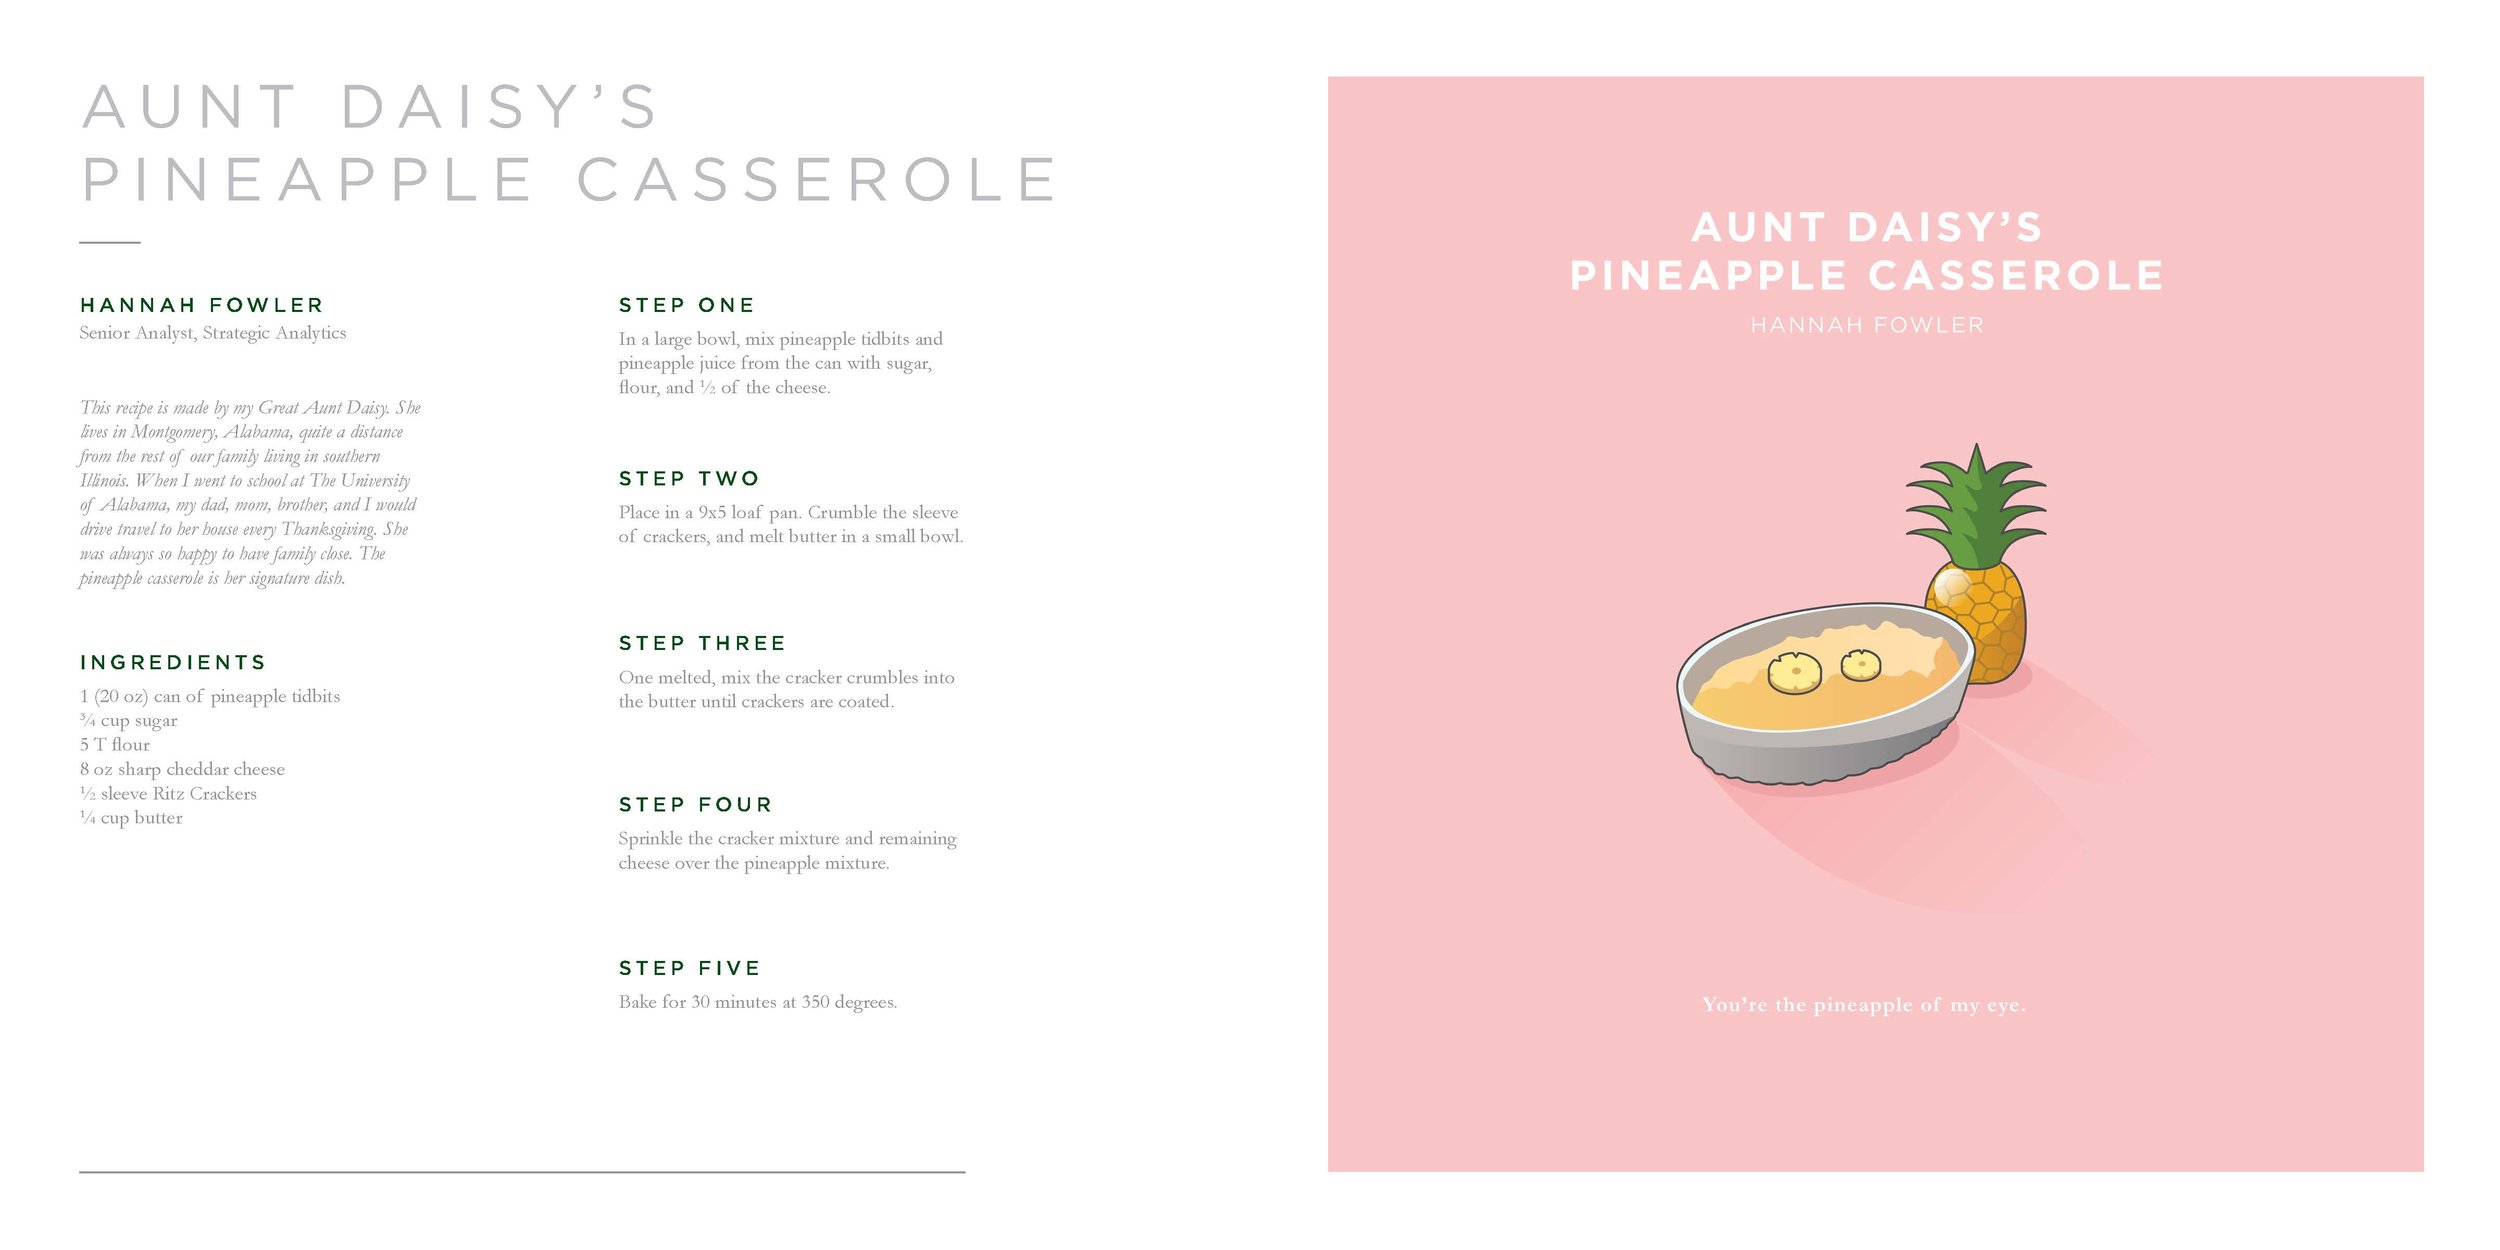 AUNT DAISY’S
PINEAPPLE CASSEROLE
HANNAH FOWLER
Senior Analyst, Strategic Analytics
This recipe is made by my Great Aunt Daisy. She
lives in Montgomery, Alabama, quite a distance
from the rest of our family living in southern
Illinois. When I went to school at The University
of Alabama, my dad, mom, brother, and I would
drive travel to her house every Thanksgiving. She
was always so happy to have family close. The
pineapple casserole is her signature dish.
INGREDIENTS
1 (20 oz) can of pineapple tidbits
¾ cup sugar
5 T flour
8 oz sharp cheddar cheese
½ sleeve Ritz Crackers
¼ cup butter
STEP ONE
In a large bowl, mix pineapple tidbits and
pineapple juice from the can with sugar,
flour, and ½ of the cheese.
STEP TWO
Place in a 9x5 loaf pan. Crumble the sleeve
of crackers, and melt butter in a small bowl.
STEP THREE
One melted, mix the cracker crumbles into
the butter until crackers are coated.
STEP FOUR
Sprinkle the cracker mixture and remaining
cheese over the pineapple mixture.
STEP FIVE
Bake for 30 minutes at 350 degrees.
AUNT DAISY’S
PINEAPPLE CASSEROLE
HANNAH FOWLER
You’re the pineapple of my eye.